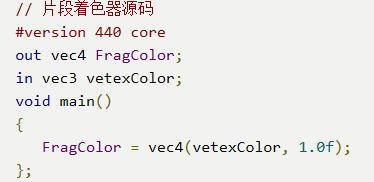 // 片段着色器源码
#version 440 core
out vec4 FragColor;
in vec3 vetexColor;
void main()
{
   FragColor = vec4(vetexColor, 1.0f);
};